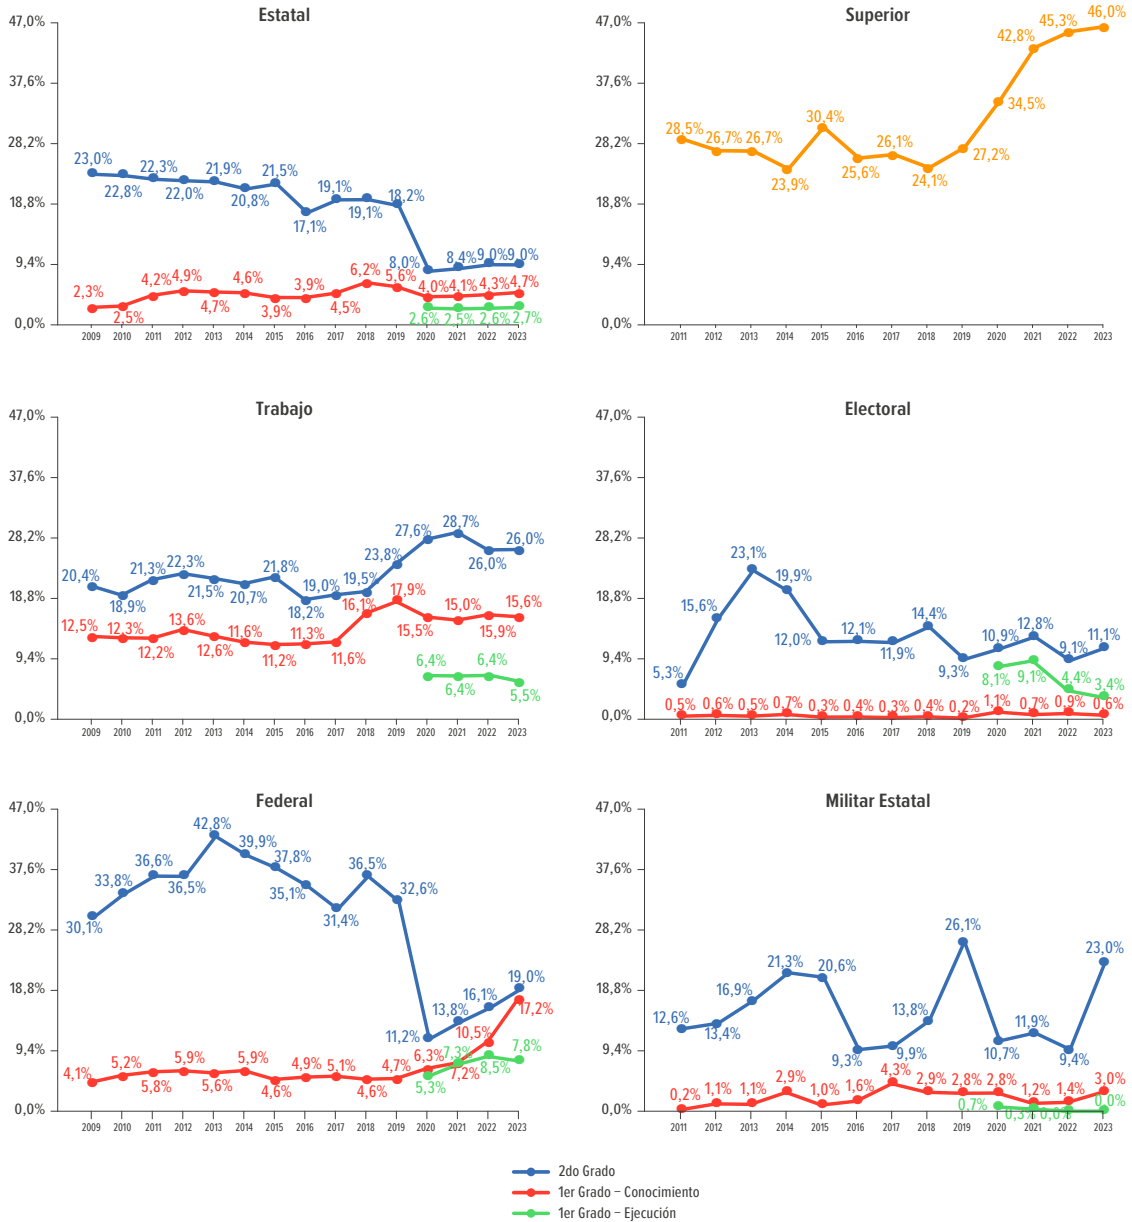 Estatal
47,0%
37,6%
28,2%
18,8%
9,4%
0,0%
23,0% 22,8% 22,3% 22,0% 21,9% 20,8% 21,5% 17,1% 19,1% 19,1% 18,2% 8,0% 8,4% 9,0% 9,0%
2,3% 2,5% 4,2% 4,9% 4,7% 4,6% 3,9% 3,9% 4,5% 6,2% 5,6% 4,0% 4,1% 4,3% 4,7%
2,6% 2,5% 2,6% 2,7%
2009 2010 2011 2012 2013 2014 2015 2016 2017 2018 2019 2020 2021 2022 2023
Superior
47,0%
37,6%
28,2%
18,8%
9,4%
0,0%
28,5% 26,7% 26,7% 23,9% 30,4% 25,6% 26,1% 24,1% 27,2% 34,5% 42,8% 45,3% 46,0%
2011 2012 2013 2014 2015 2016 2017 2018 2019 2020 2021 2022 2023
Trabajo
47,0%
37,6%
28,2%
18,8%
9,4%
0,0%
20,4% 18,9% 21,3% 22,3% 21,5% 20,7% 21,8% 18,2% 19,0% 19,5% 23,8% 27,6% 28,7% 26,0% 26,0%
12,5% 12,3% 12,2% 13,6% 12,6% 11,6% 11,2% 11,3% 11,6% 16,1% 17,9% 15,5% 15,0% 15,9% 15,6%
6,4% 6,4% 6,4% 5,5%
2009 2010 2011 2012 2013 2014 2015 2016 2017 2018 2019 2020 2021 2022 2023
Electoral
47,0%
37,6%
28,2%
18,8%
9,4%
0,0%
5,3% 15,6% 23,1% 19,9% 12,0% 12,1% 11,9% 14,4% 9,3% 10,9% 12,8% 9,1% 11,1%
8,1% 9,1% 4,4% 3,4%
0,5% 0,6% 0,5% 0,7% 0,3% 0,4% 0,3% 0,4% 0,2% 1,1% 0,7% 0,9% 0,6%
2011 2012 2013 2014 2015 2016 2017 2018 2019 2020 2021 2022 2023
Federal
47,0%
37,6%
28,2%
18,8%
9,4%
0,0%
30,1% 33,8% 36,6% 36,5% 42,8% 39,9% 37,8% 35,1% 31,4% 36,5% 32,6% 11,2% 13,8% 16,1% 19,0%
4,1% 5,2% 5,8% 5,9% 5,6% 5,9% 4,6% 4,9% 5,1% 4,6% 4,7% 6,3% 7,2% 10,5% 17,2%
5,3% 7,3% 8,5% 7,8%
2009 2010 2011 2012 2013 2014 2015 2016 2017 2018 2019 2020 2021 2022 2023
Militar Estatal
47,0%
37,6%
28,2%
18,8%
9,4%
0,0%
12,6% 13,4% 16,9% 21,3% 20,6% 9,3% 9,9% 13,8% 26,1% 10,7% 11,9% 9,4% 23,0%
0,2% 1,1% 1,1% 2,9% 1,0% 1,6% 4,3% 2,9% 2,8% 2,8% 1,2% 1,4% 3,0%
0,7% 0,3% 0,0% 0,0%
2011 2012 2013 2014 2015 2016 2017 2018 2019 2020 2021 2022 2023
2do Grado
1er Grado – Conocimiento
1er Grado – Ejecución